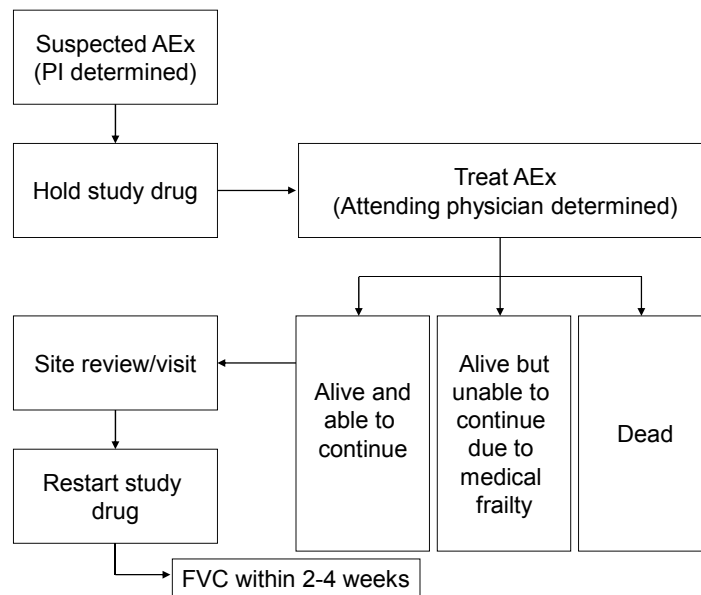 Suspected AEx
(PI determined)
Hold study drug
Treat AEx
(Attending physician determined)
Site review/visit
Alive and
able to
continue
Alive but
unable to
continue
due to
medical
frailty
Dead
Restart study
drug
FVC within 2-4 weeks